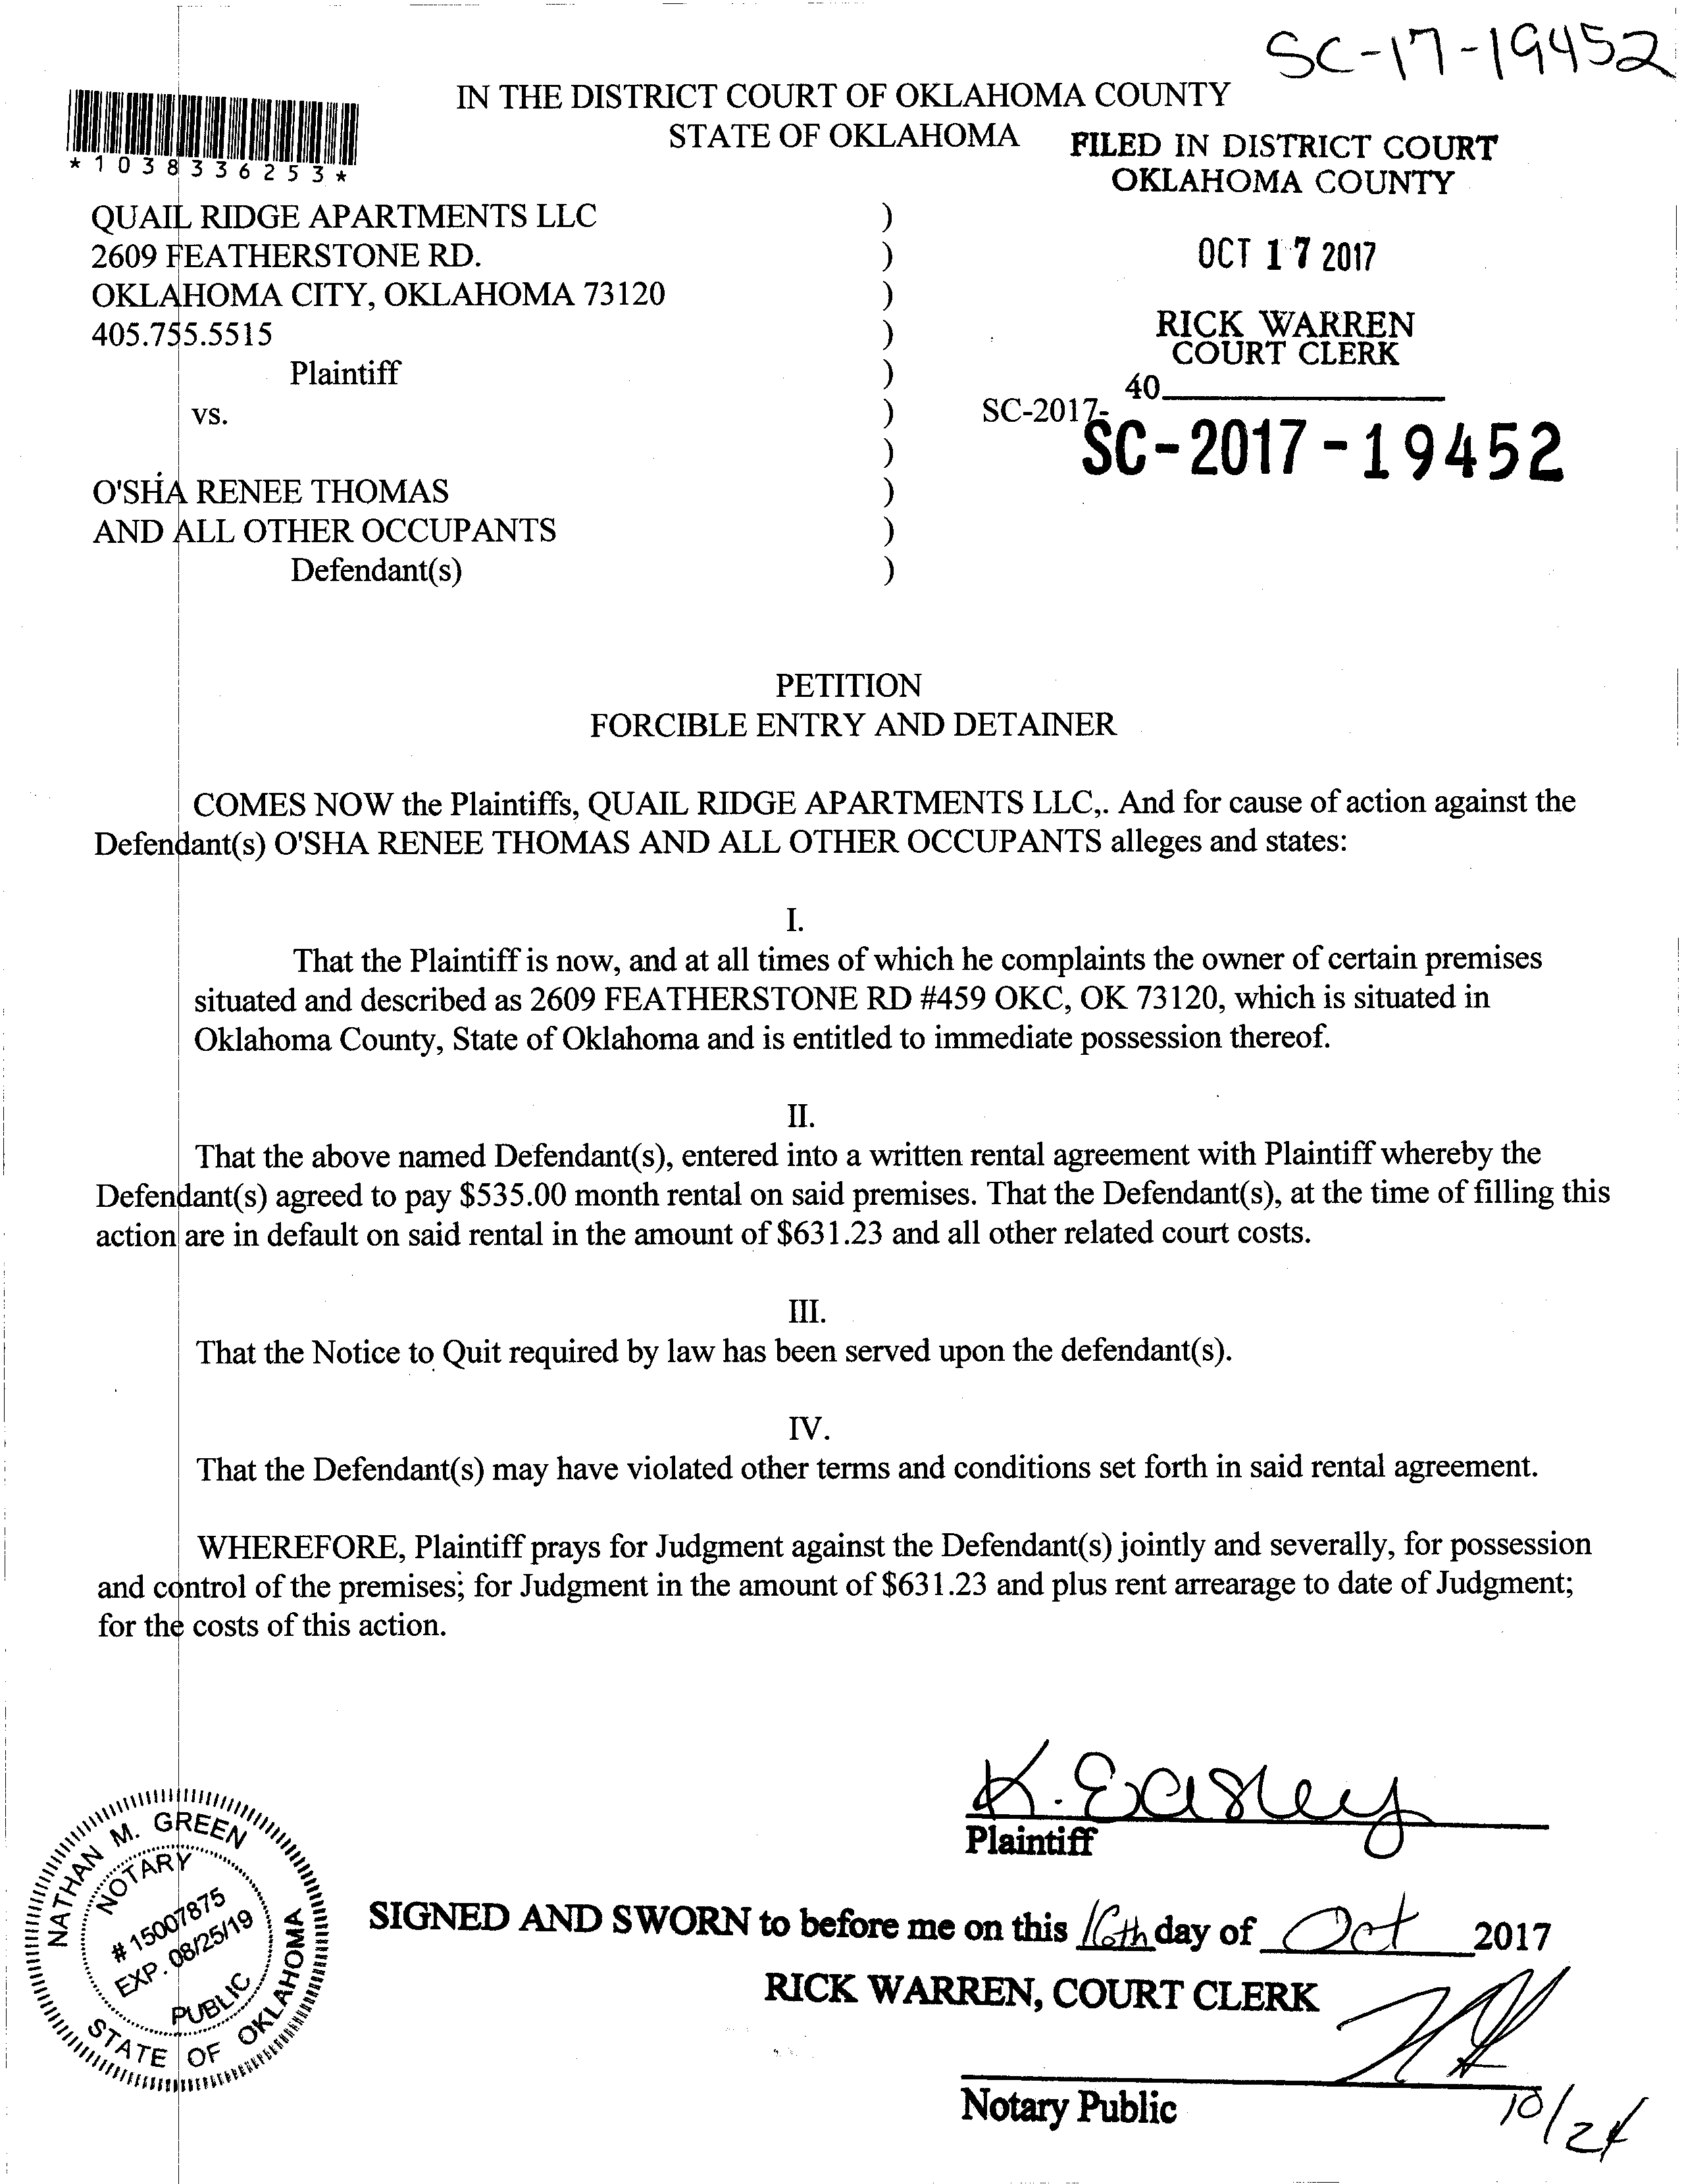 SC-17-19452
IN THE DISTRICT COURT OF OKLAHOMA COUNTY
STATE OF OKLAHOMA
FILED IN DISTRICT COURT
OKLAHOMA COUNTY
*1038336253*
QUAIL RIDGE APARTMENTS LLC )
2609 FEATHERSTONE RD. )
OCT 17 2017
OKLAHOMA CITY, OKLAHOMA 73120 )
405.755.5515 )
RICK WARREN
COURT CLERK
Plaintiff )
40
vs. ) SC-2017-
SC-2017-19452
)
O'SHA RENEE THOMAS )
AND ALL OTHER OCCUPANTS )
Defendant(s) )
PETITION
FORCIBLE ENTRY AND DETAINER
COMES NOW the Plaintiffs, QUAIL RIDGE APARTMENTS LLC,. And for cause of action against the
Defendant(s) O'SHA RENEE THOMAS AND ALL OTHER OCCUPANTS alleges and states:
I.
That the Plaintiff is now, and at all times of which he complaints the owner of certain premises
situated and described as 2609 FEATHERSTONE RD #459 OKC, OK 73120, which is situated in
Oklahoma County, State of Oklahoma and is entitled to immediate possession thereof.
II.
That the above named Defendant(s), entered into a written rental agreement with Plaintiff whereby the
Defendant(s) agreed to pay $535.00 month rental on said premises. That the Defendant(s), at the time of filling this
action are in default on said rental in the amount of $631.23 and all other related court costs.
III.
That the Notice to Quit required by law has been served upon the defendant(s).
IV.
That the Defendant(s) may have violated other terms and conditions set forth in said rental agreement.
WHEREFORE, Plaintiff prays for Judgment against the Defendant(s) jointly and severally, for possession
and control of the premises; for Judgment in the amount of $631.23 and plus rent arrearage to date of Judgment;
for the costs of this action.
K. Easley
Plaintiff
NATHAN M. GREEN
NOTARY
# 15007875
EXP. 08/25/19
PUBLIC
STATE OF OKLAHOMA
SIGNED AND SWORN to before me on this 16th day of Oct 2017
RICK WARREN, COURT CLERK
Notary Public
10/24